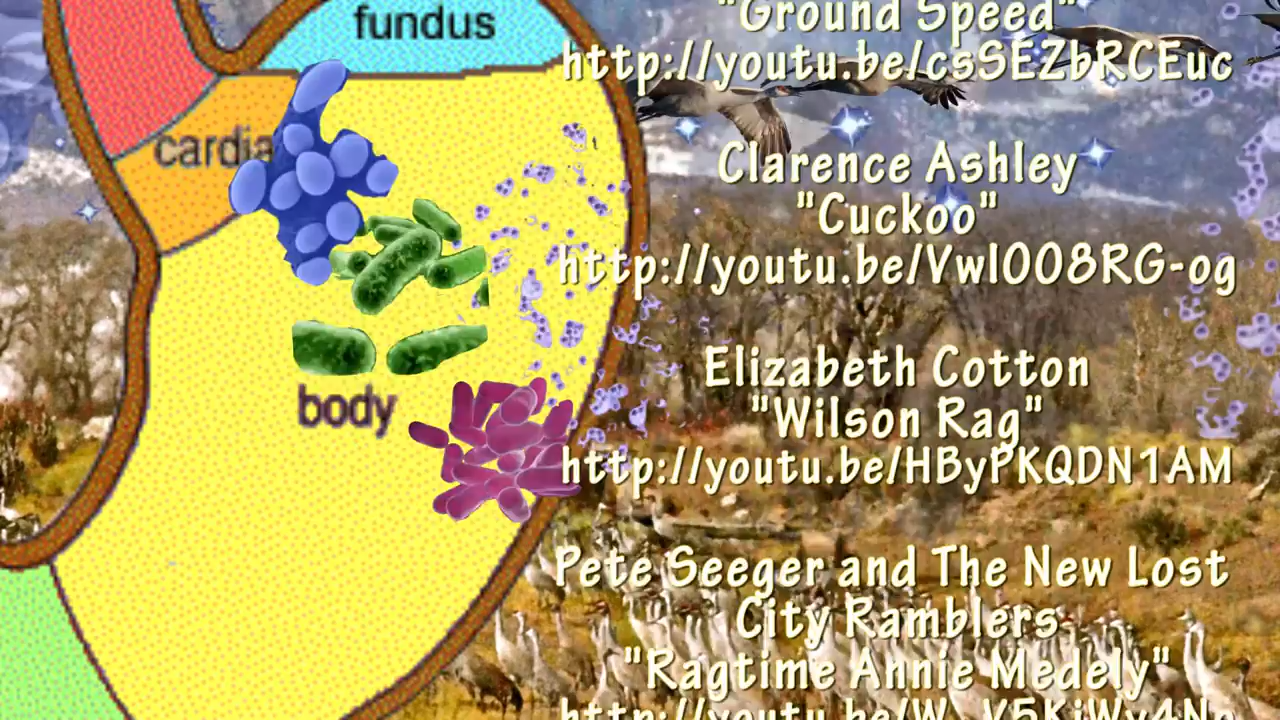 fundus
cardia
body
"Ground Speed"
http://youtu.be/csSEZbRCEuc
Clarence Ashley
"Cuckoo"
http://youtu.be/VwlOO8RG-og
Elizabeth Cotton
"Wilson Rag"
http://youtu.be/HByPKQDN1AM
Pete Seeger and The New Lost
City Ramblers
"Ragtime Annie Medely"